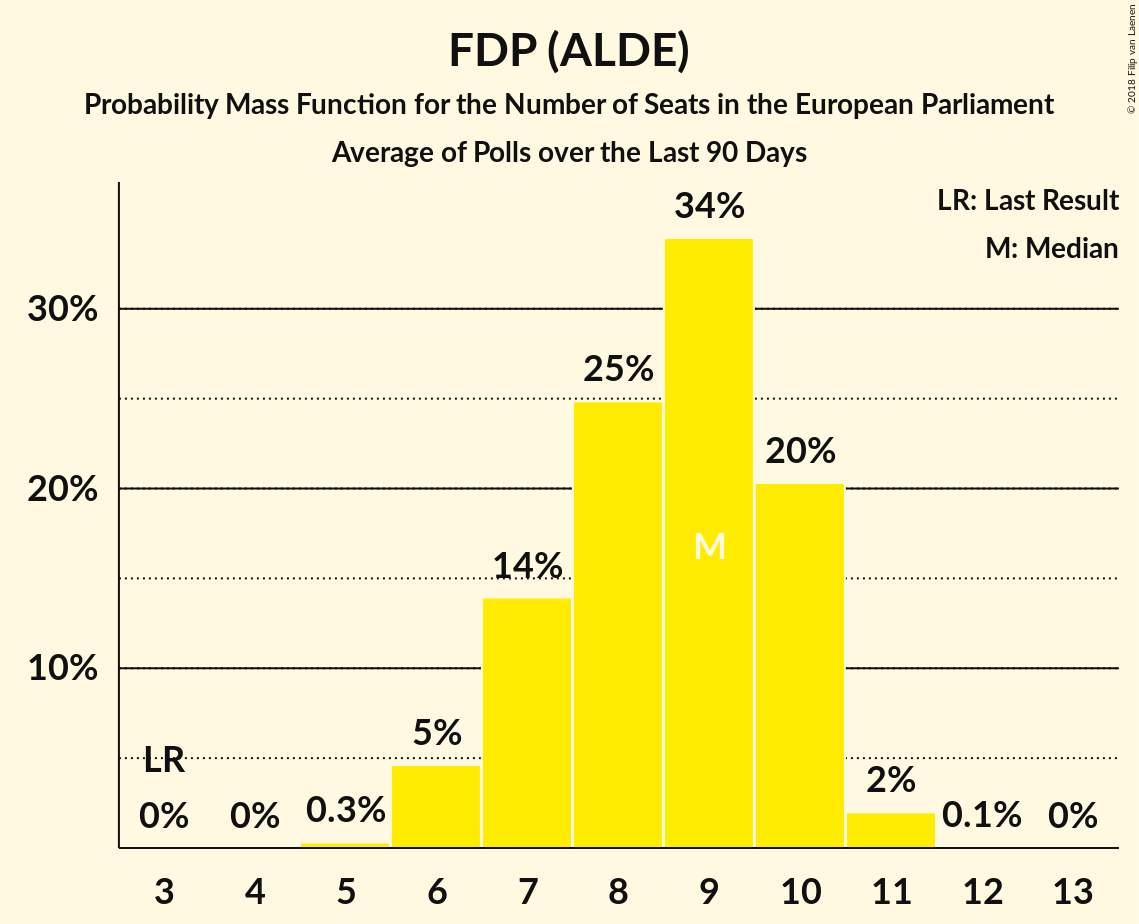 FDP (ALDE)
Probability Mass Function for the Number of Seats in the European Parliament
Average of Polls over the Last 90 Days
© 2018 Filip van Laenen
LR: Last Result
M: Median
34%
30%
25%
20%
20%
M
14%
10%
5%
LR
2%
0%
0%
0.3%
0.1%
0%
3 4 5 6 7 8 9 10 11 12 13